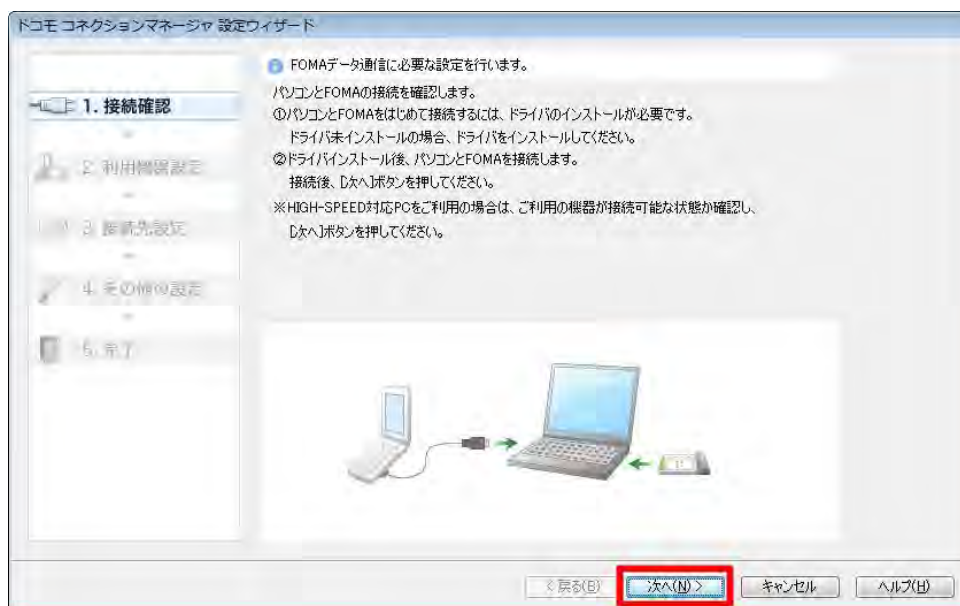 ドコモ コネクションマネージャ 設定ウィザード
FOMAデータ通信に必要な設定を行います。
パソコンとFOMAの接続を確認します。
①パソコンとFOMAをはじめて接続するには、ドライバのインストールが必要です。
ドライバ未インストールの場合、ドライバをインストールしてください。
②ドライバインストール後、パソコンとFOMAを接続します。
接続後、[次へ]ボタンを押してください。
※HIGH-SPEED対応PCをご利用の場合は、ご利用の機器が接続可能な状態か確認し、
[次へ]ボタンを押してください。
1. 接続確認
2. 利用機器設定
3. 接続先設定
4. その他の設定
5. 完了
< 戻る(B)
次へ(N) >
キャンセル
ヘルプ(H)